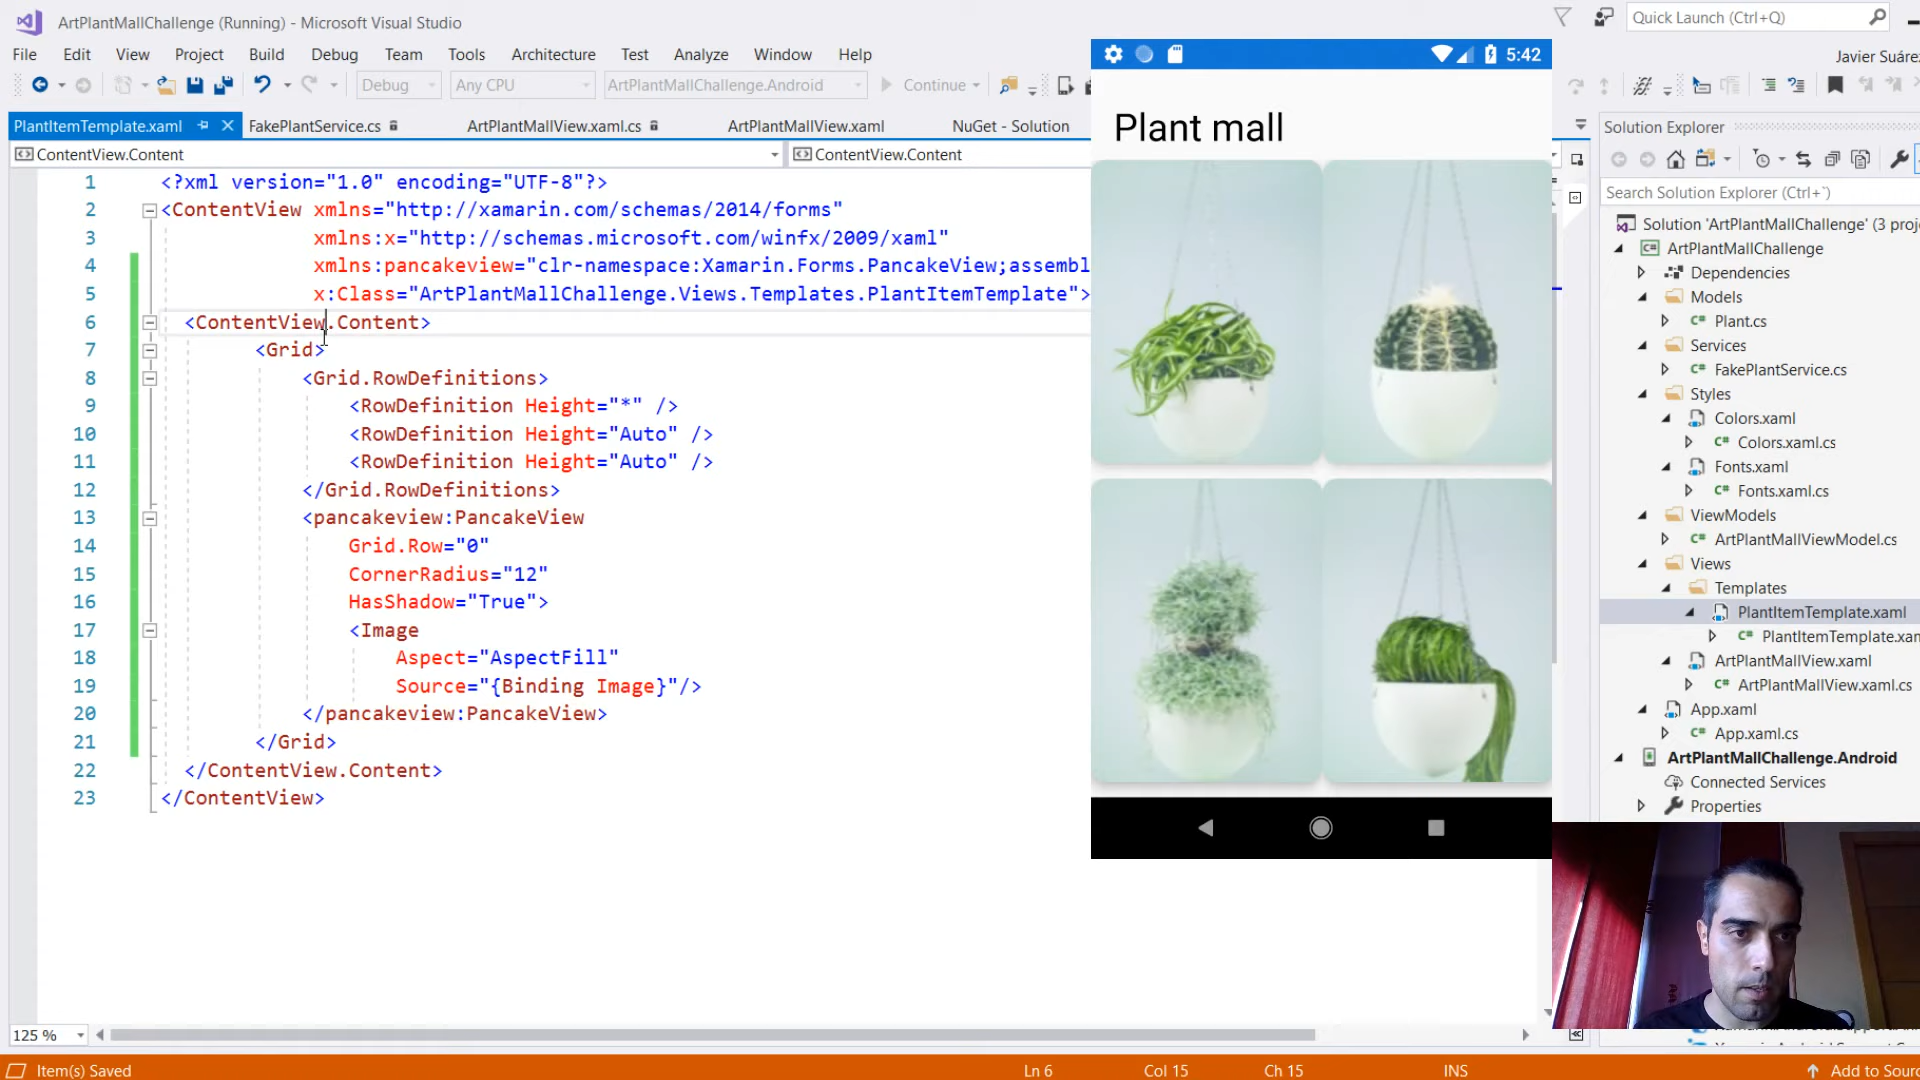 ArtPlantMallChallenge (Running) - Microsoft Visual Studio
Quick Launch (Ctrl+Q)
File Edit View Project Build Debug Team Tools Architecture Test Analyze Window Help
Javier Suáre
Debug Any CPU ArtPlantMallChallenge.Android Continue
PlantItemTemplate.xaml FakePlantService.cs ArtPlantMallView.xaml.cs ArtPlantMallView.xaml NuGet - Solution
ContentView.Content ContentView.Content
1 <?xml version="1.0" encoding="UTF-8"?>
2 <ContentView xmlns="http://xamarin.com/schemas/2014/forms"
3 xmlns:x="http://schemas.microsoft.com/winfx/2009/xaml"
4 xmlns:pancakeview="clr-namespace:Xamarin.Forms.PancakeView;assembl
5 x:Class="ArtPlantMallChallenge.Views.Templates.PlantItemTemplate">
6 <ContentView.Content>
7 <Grid>
8 <Grid.RowDefinitions>
9 <RowDefinition Height="*" />
10 <RowDefinition Height="Auto" />
11 <RowDefinition Height="Auto" />
12 </Grid.RowDefinitions>
13 <pancakeview:PancakeView
14 Grid.Row="0"
15 CornerRadius="12"
16 HasShadow="True">
17 <Image
18 Aspect="AspectFill"
19 Source="{Binding Image}"/>
20 </pancakeview:PancakeView>
21 </Grid>
22 </ContentView.Content>
23 </ContentView>
5:42
Plant mall
Solution Explorer
Search Solution Explorer (Ctrl+`)
Solution 'ArtPlantMallChallenge' (3 proj
ArtPlantMallChallenge
Dependencies
Models
Plant.cs
Services
FakePlantService.cs
Styles
Colors.xaml
Colors.xaml.cs
Fonts.xaml
Fonts.xaml.cs
ViewModels
ArtPlantMallViewModel.cs
Views
Templates
PlantItemTemplate.xaml
PlantItemTemplate.xan
ArtPlantMallView.xaml
ArtPlantMallView.xaml.cs
App.xaml
App.xaml.cs
ArtPlantMallChallenge.Android
Connected Services
Properties
125 %
Item(s) Saved Ln 6 Col 15 Ch 15 INS Add to Sourc